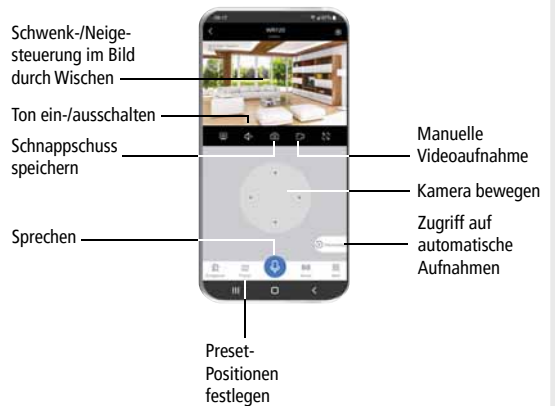 Schwenk-/Neige-
steuerung im Bild
durch Wischen
Ton ein-/ausschalten
Schnappschuss
speichern
Sprechen
WR120
Manuelle
Videoaufnahme
Kamera bewegen
Zugriff auf
automatische
Aufnahmen
Preset-
Positionen
festlegen